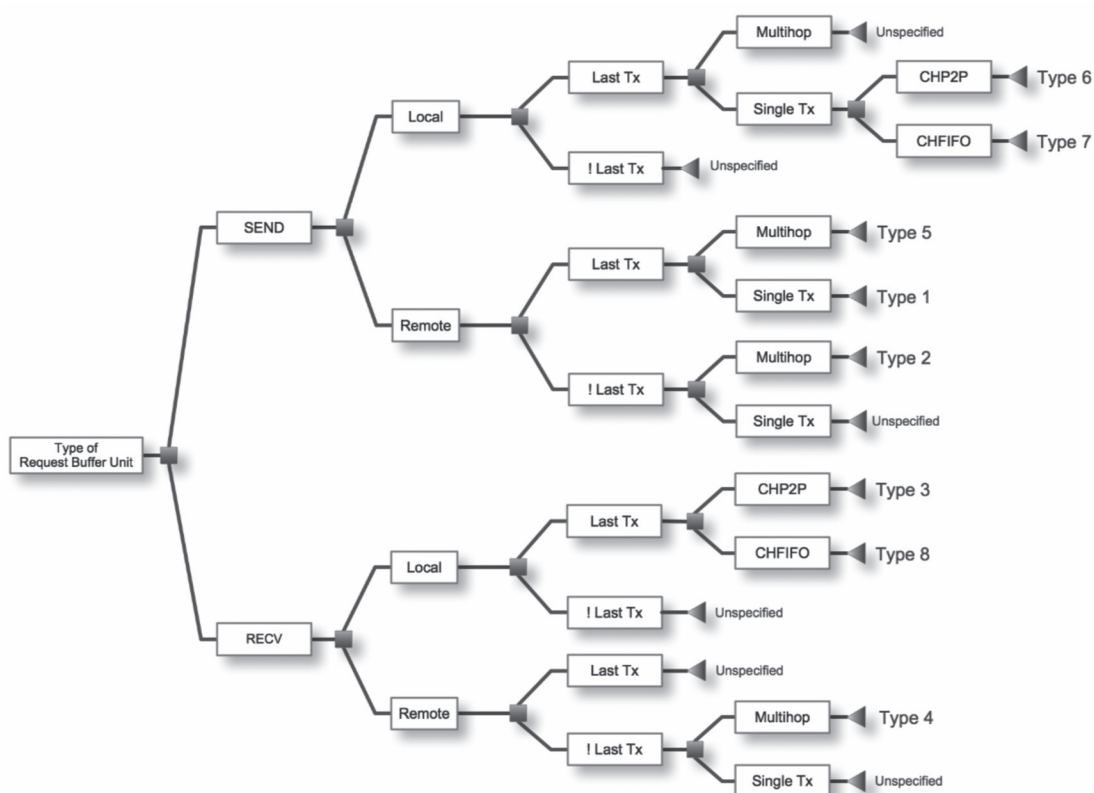 Multihop
Unspecified
Last Tx
CHP2P
Type 6
Single Tx
Local
CHFIFO
Type 7
! Last Tx
Unspecified
SEND
Multihop
Type 5
Last Tx
Single Tx
Type 1
Remote
Multihop
Type 2
! Last Tx
Single Tx
Unspecified
Type of
Request Buffer Unit
CHP2P
Type 3
Last Tx
CHFIFO
Type 8
Local
! Last Tx
Unspecified
RECV
Last Tx
Unspecified
Remote
Multihop
Type 4
! Last Tx
Single Tx
Unspecified